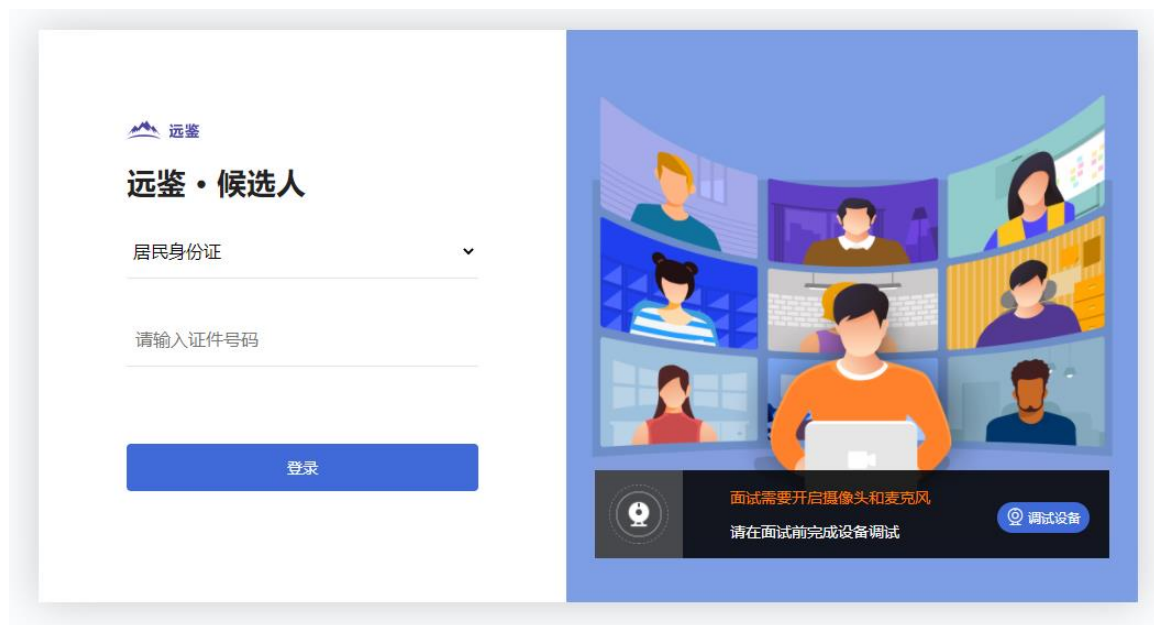 远鉴
远鉴·候选人
居民身份证
请输入证件号码
登录
面试需要开启摄像头和麦克风
请在面试前完成设备调试
调试设备